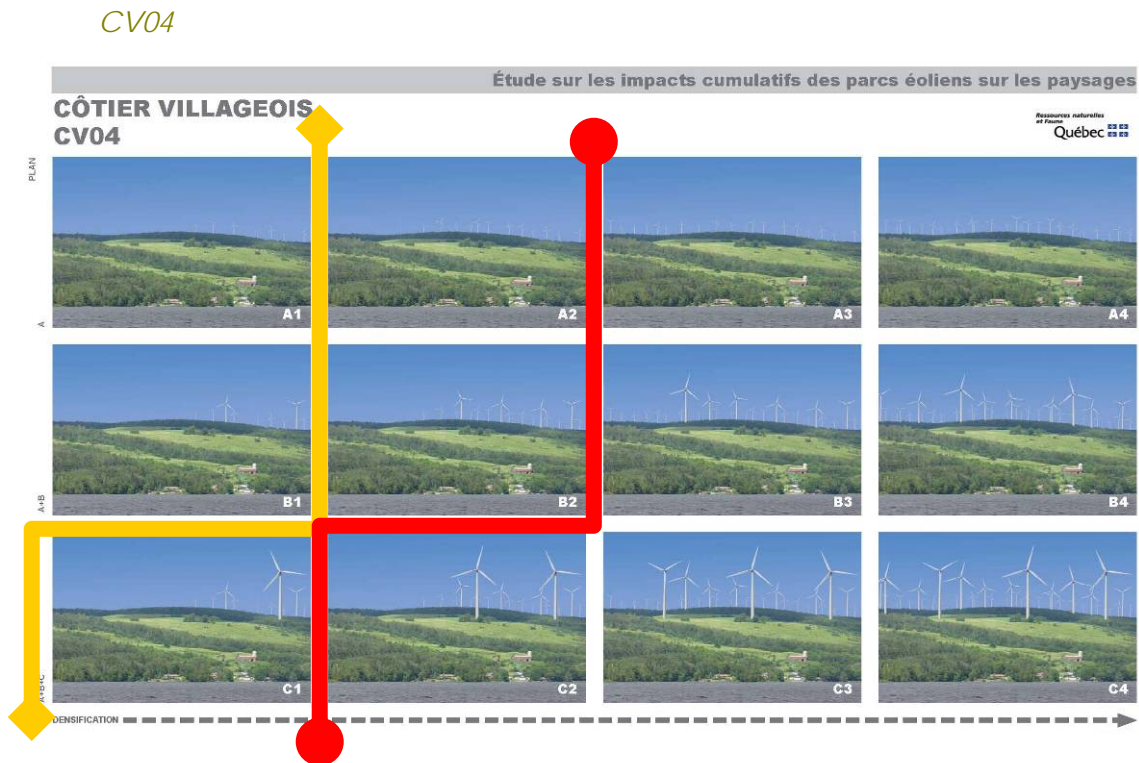 CV04
Étude sur les impacts cumulatifs des parcs éoliens sur les paysages
CÔTIER VILLAGEOIS
CV04
Ressources naturelles
et Faune
Québec
PLAN
A
A1
A2
A3
A4
A+B
B1
B2
B3
B4
A+B+C
C1
C2
C3
C4
DENSIFICATION